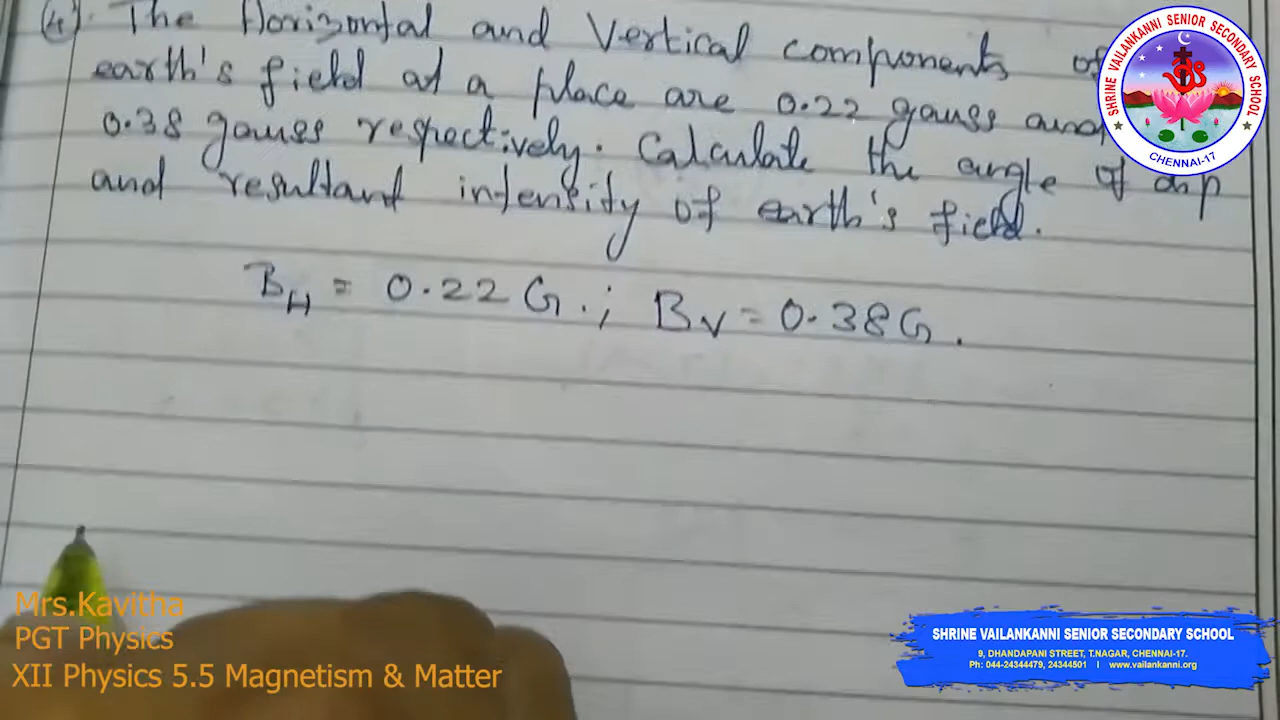 (4). The Horizontal and Vertical components of
earth's field at a place are 0.22 gauss and
0.38 gauss respectively. Calculate the angle of dip
and resultant intensity of earth's field.
B_H = 0.22 G. ; B_V = 0.38 G.
SHRINE VAILANKANNI SENIOR SECONDARY SCHOOL
CHENNAI-17
Mrs.Kavitha
PGT Physics
XII Physics 5.5 Magnetism & Matter
SHRINE VAILANKANNI SENIOR SECONDARY SCHOOL
9, DHANDAPANI STREET, T.NAGAR, CHENNAI-17.
Ph: 044-24344479, 24344501 | www.vailankanni.org